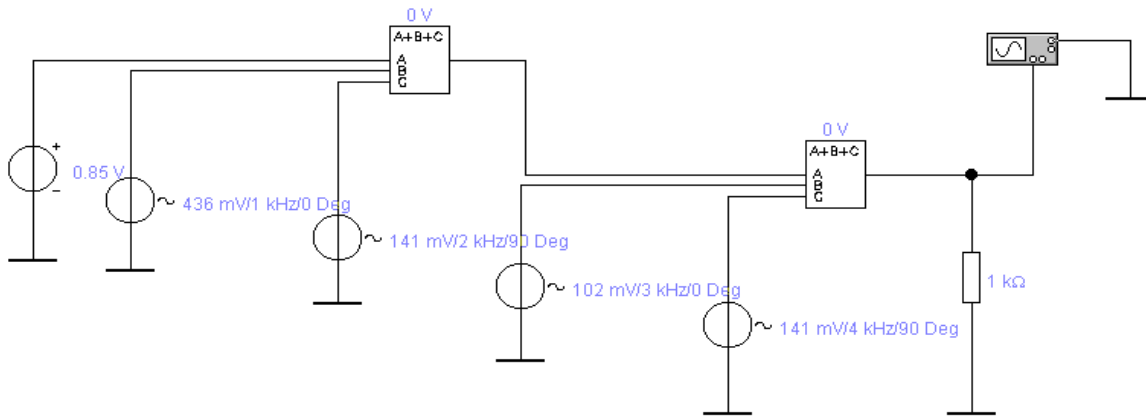 0 V
A+B+C
A
B
C
0.85 V
436 mV/1 kHz/0 Deg
141 mV/2 kHz/90 Deg
0 V
A+B+C
A
B
C
102 mV/3 kHz/0 Deg
141 mV/4 kHz/90 Deg
1 kΩ